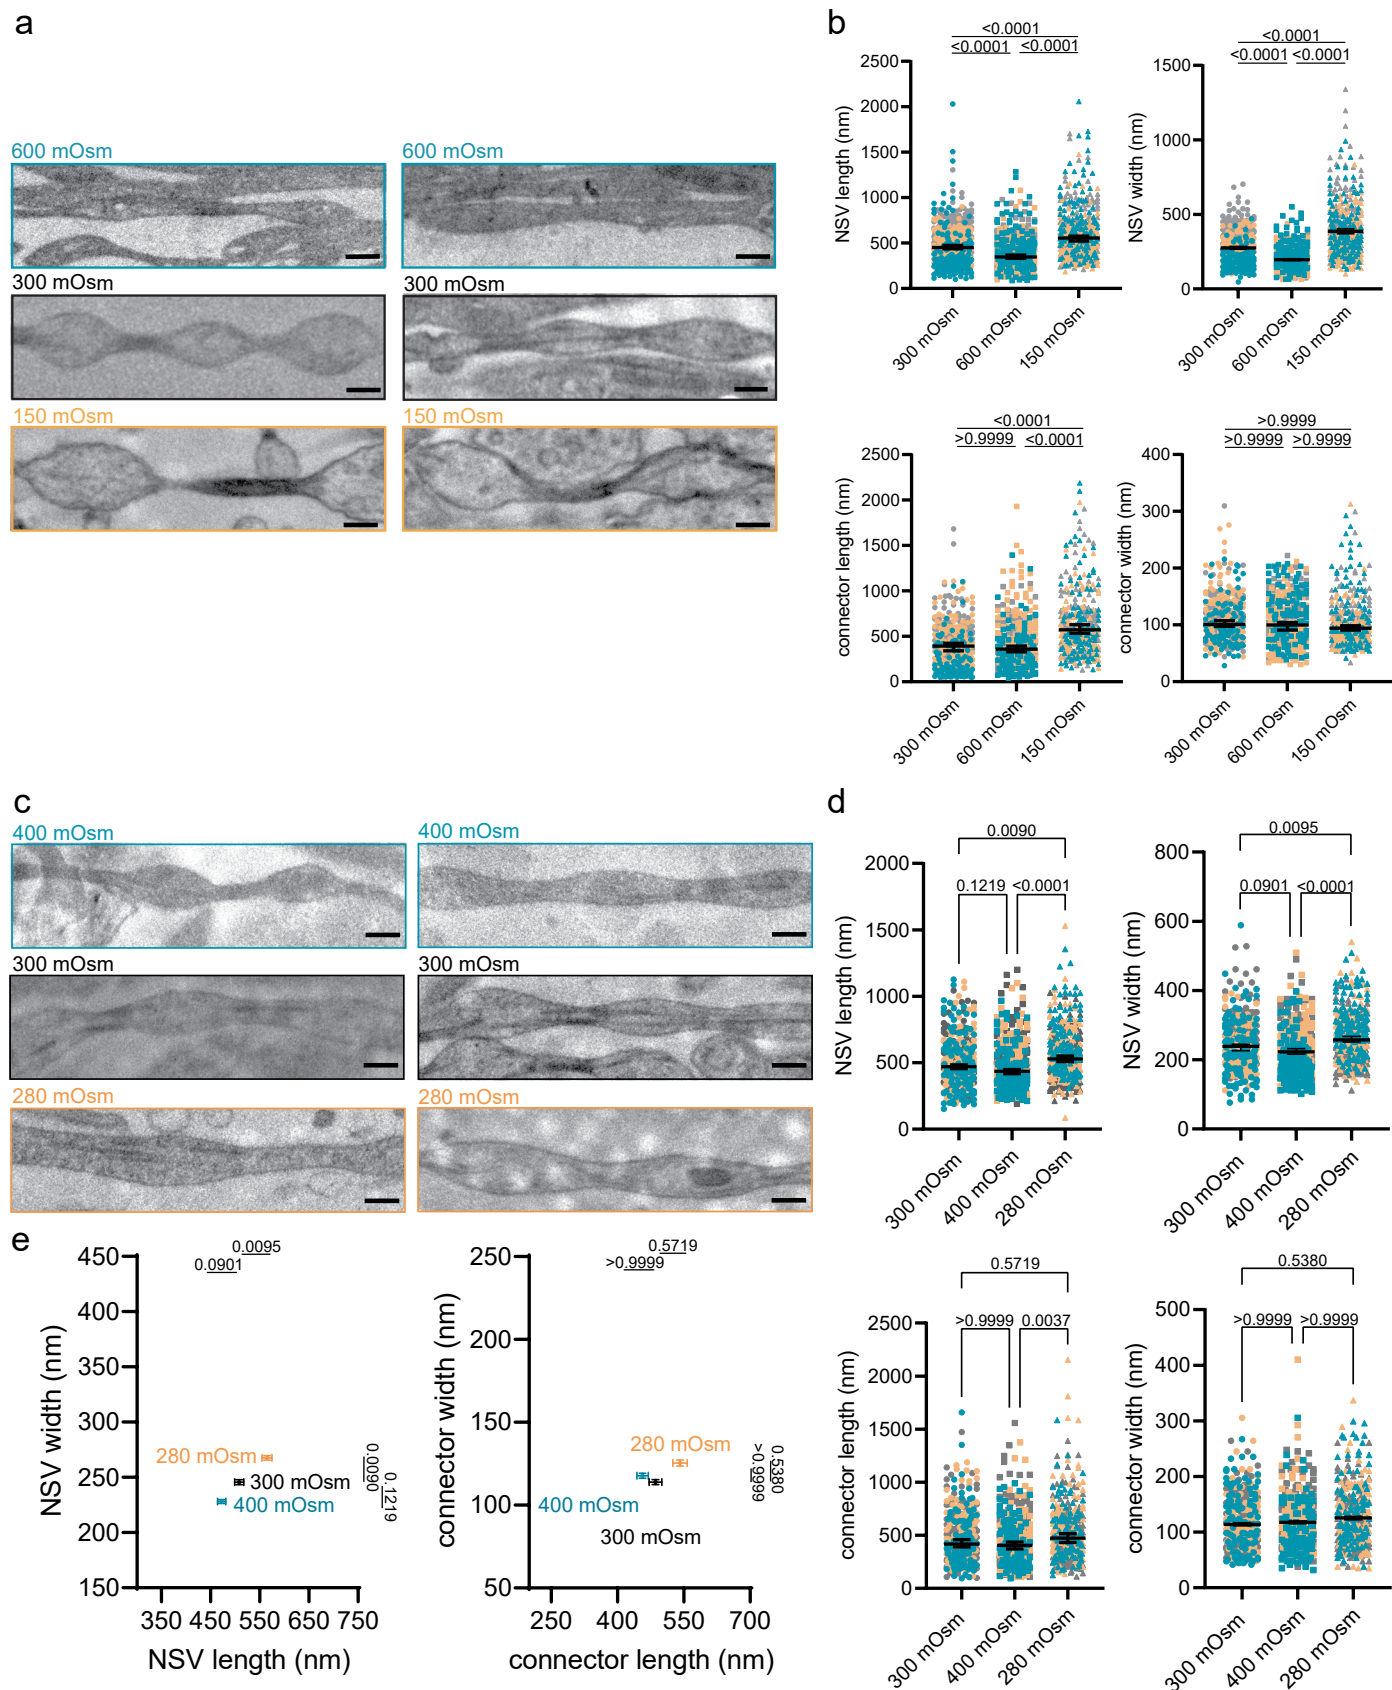 a
600 mOsm
600 mOsm
300 mOsm
300 mOsm
150 mOsm
150 mOsm
b
<0.0001
<0.0001 <0.0001
2500
2000
1500
1000
500
0
NSV length (nm)
300 mOsm
600 mOsm
150 mOsm
<0.0001
<0.0001 <0.0001
1500
1000
500
0
NSV width (nm)
300 mOsm
600 mOsm
150 mOsm
<0.0001
>0.9999 <0.0001
2500
2000
1500
1000
500
0
connector length (nm)
300 mOsm
600 mOsm
150 mOsm
>0.9999
>0.9999 >0.9999
400
300
200
100
0
connector width (nm)
300 mOsm
600 mOsm
150 mOsm
c
400 mOsm
400 mOsm
300 mOsm
300 mOsm
280 mOsm
280 mOsm
d
0.0090
0.1219 <0.0001
2000
1500
1000
500
0
NSV length (nm)
300 mOsm
400 mOsm
280 mOsm
0.0095
0.0901 <0.0001
800
600
400
200
0
NSV width (nm)
300 mOsm
400 mOsm
280 mOsm
0.5719
>0.9999 0.0037
2500
2000
1500
1000
500
0
connector length (nm)
300 mOsm
400 mOsm
280 mOsm
0.5380
>0.9999 >0.9999
500
400
300
200
100
0
connector width (nm)
300 mOsm
400 mOsm
280 mOsm
e
0.0095
0.0901
450
400
350
300
250
200
150
NSV width (nm)
280 mOsm
300 mOsm
400 mOsm
0.0090
0.1219
350 450 550 650 750
NSV length (nm)
0.5719
>0.9999
250
200
150
100
50
connector width (nm)
280 mOsm
400 mOsm
300 mOsm
>0.9999
0.5380
250 400 550 700
connector length (nm)